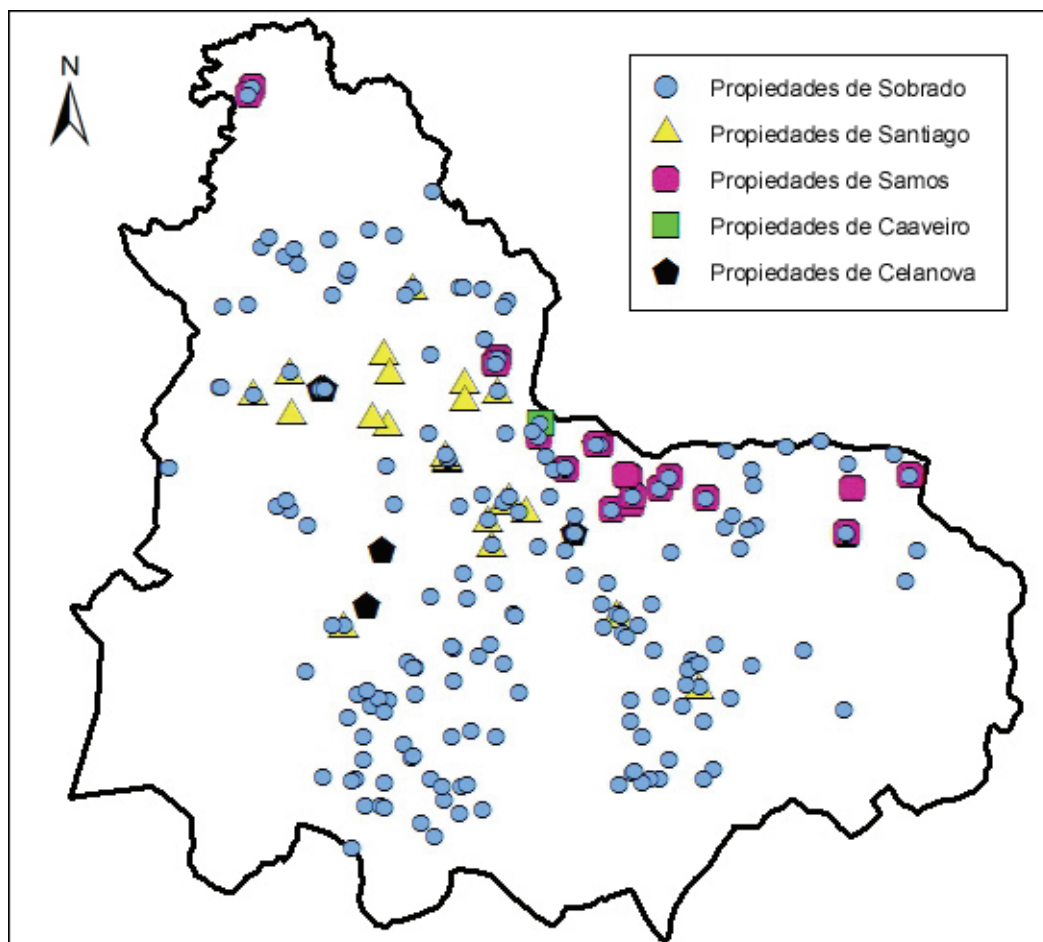 N
Propiedades de Sobrado
Propiedades de Santiago
Propiedades de Samos
Propiedades de Caaveiro
Propiedades de Celanova